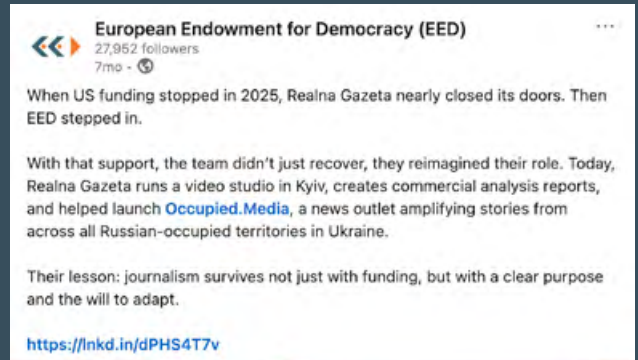 European Endowment for Democracy (EED)
27,952 followers
7mo •
When US funding stopped in 2025, Realna Gazeta nearly closed its doors. Then
EED stepped in.
With that support, the team didn't just recover, they reimagined their role. Today,
Realna Gazeta runs a video studio in Kyiv, creates commercial analysis reports,
and helped launch Occupied.Media, a news outlet amplifying stories from
across all Russian-occupied territories in Ukraine.
Their lesson: journalism survives not just with funding, but with a clear purpose
and the will to adapt.
https://lnkd.in/dPHS4T7v